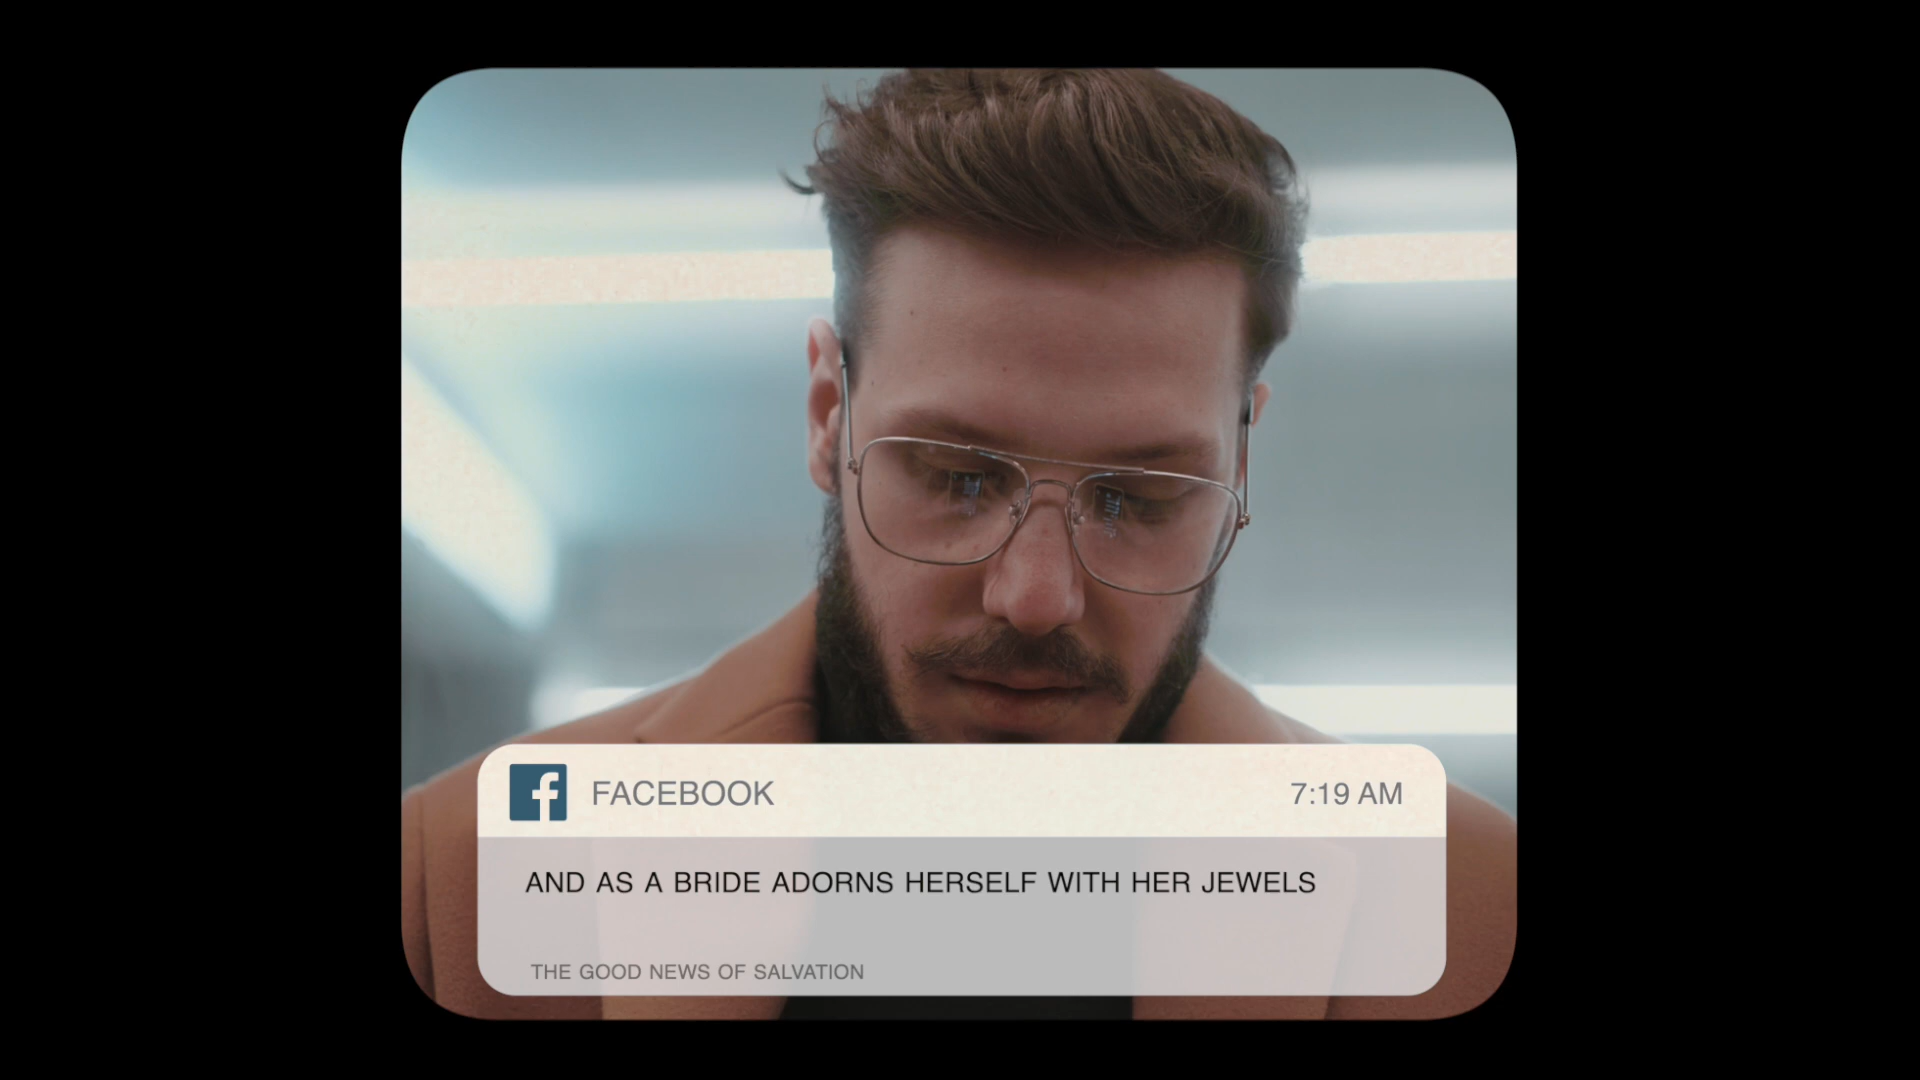 FACEBOOK
7:19 AM
AND AS A BRIDE ADORNS HERSELF WITH HER JEWELS
THE GOOD NEWS OF SALVATION